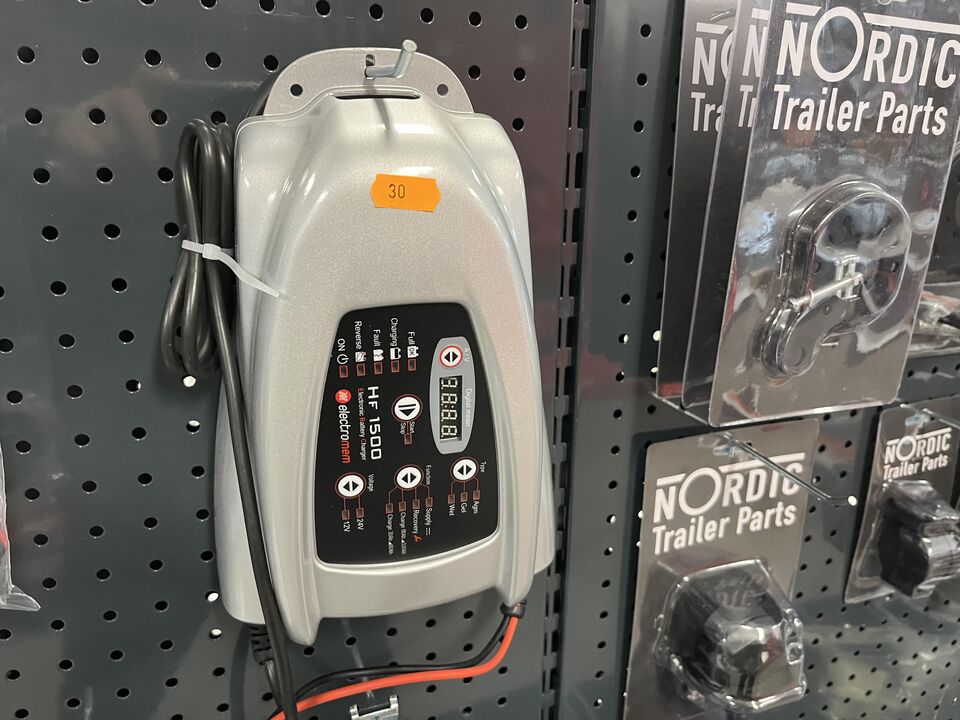 30
Full
Charging
Fault
Reverse
ON
Digital meter
8.8.8.8
Start
Stop
HF 1500
Electronic Battery Charger
electromem
Type
Agm
Gel
Wet
Function
Supply
Recovery
Voltage
24V
12V
NORDIC
Trailer Parts
NORDIC
Trailer Parts
NORDIC
Trailer Parts